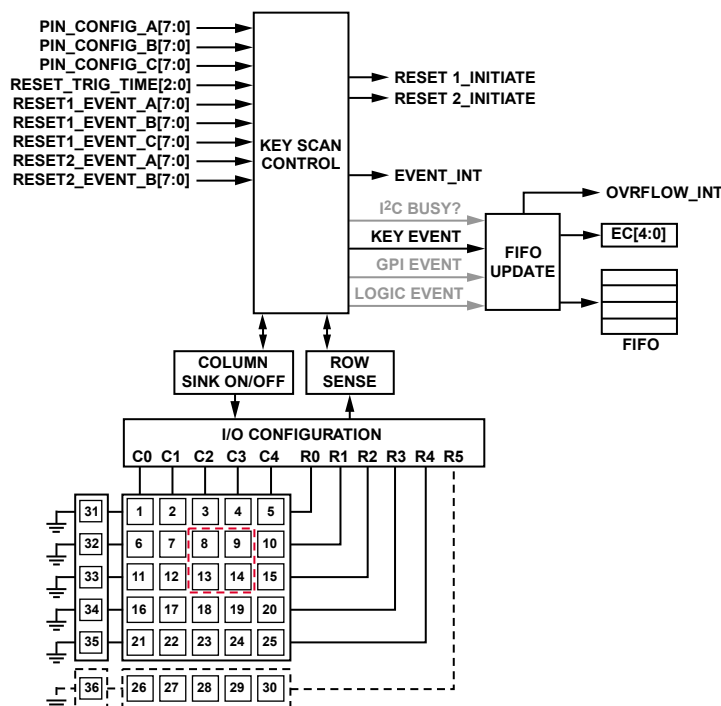 PIN_CONFIG_A[7:0]
PIN_CONFIG_B[7:0]
PIN_CONFIG_C[7:0]
RESET_TRIG_TIME[2:0]
RESET1_EVENT_A[7:0]
RESET1_EVENT_B[7:0]
RESET1_EVENT_C[7:0]
RESET2_EVENT_A[7:0]
RESET2_EVENT_B[7:0]
KEY SCAN
CONTROL
RESET 1_INITIATE
RESET 2_INITIATE
EVENT_INT
I²C BUSY?
KEY EVENT
GPI EVENT
LOGIC EVENT
FIFO
UPDATE
OVRFLOW_INT
EC[4:0]
FIFO
COLUMN
SINK ON/OFF
ROW
SENSE
I/O CONFIGURATION
C0 C1 C2 C3 C4 R0 R1 R2 R3 R4 R5
31 1 2 3 4 5
32 6 7 8 9 10
33 11 12 13 14 15
34 16 17 18 19 20
35 21 22 23 24 25
36 26 27 28 29 30